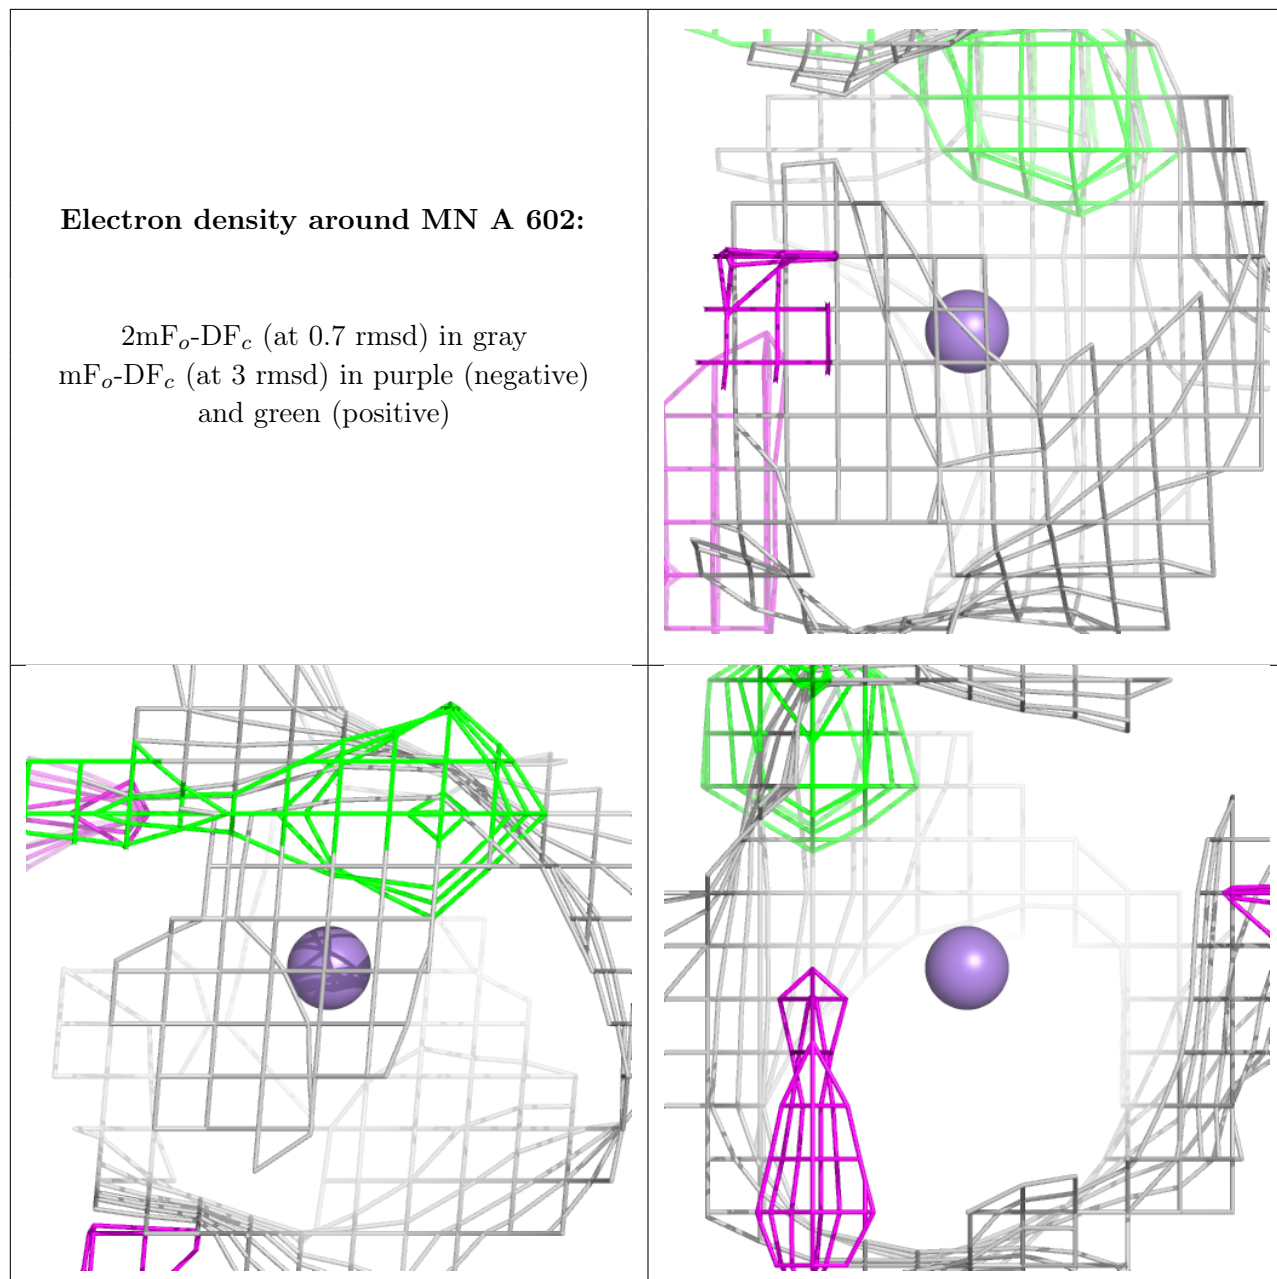 Electron density around MN A 602:
2mFo-DFc (at 0.7 rmsd) in gray
mFo-DFc (at 3 rmsd) in purple (negative)
and green (positive)